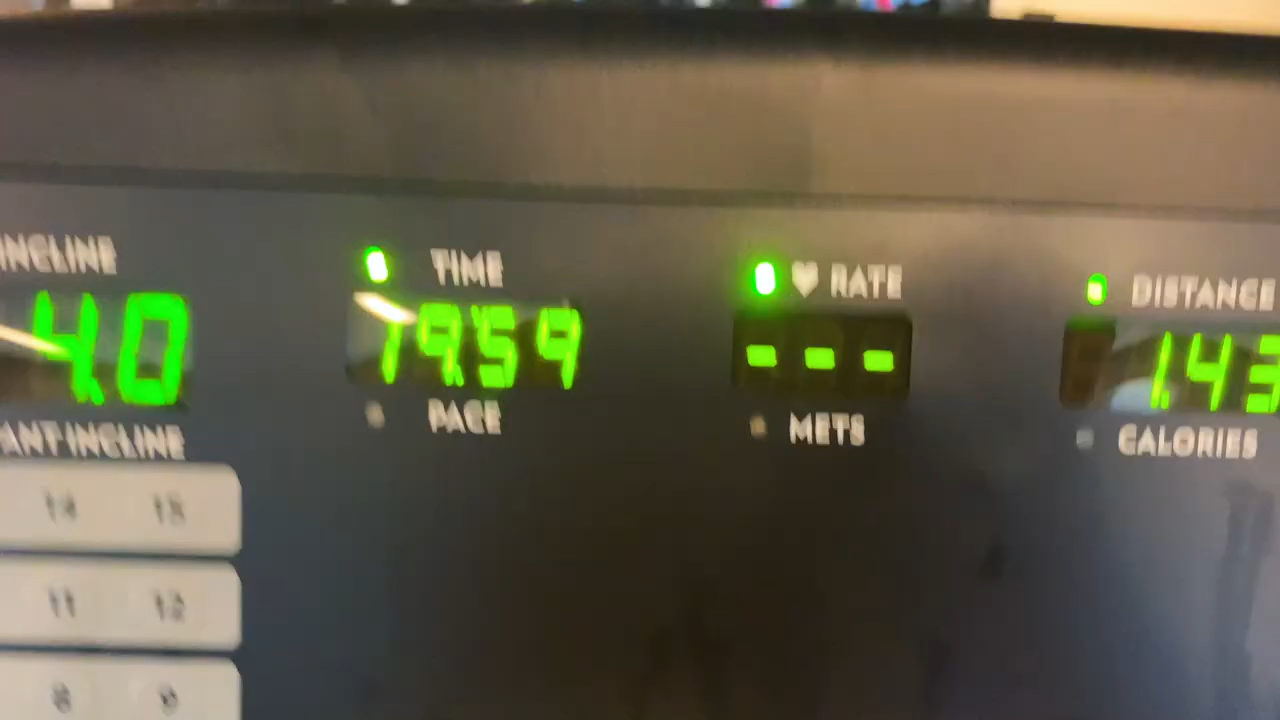 INCLINE TIME ♥ RATE DISTANCE
4.0 19:59 --- 1.43
ANT INCLINE PACE METS CALORIES
14 15
11 12
8 9